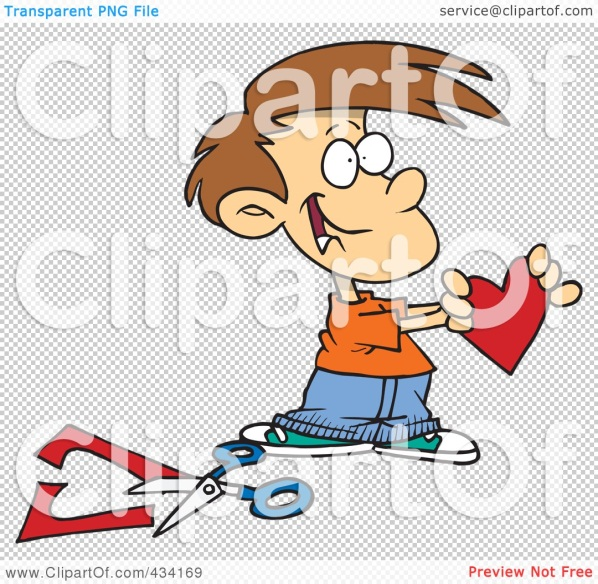 Transparent PNG File
service@clipartof.com
ClipartOf
ClipartOf
ClipartOf
www.ClipartOf.com/434169
Preview Not Free